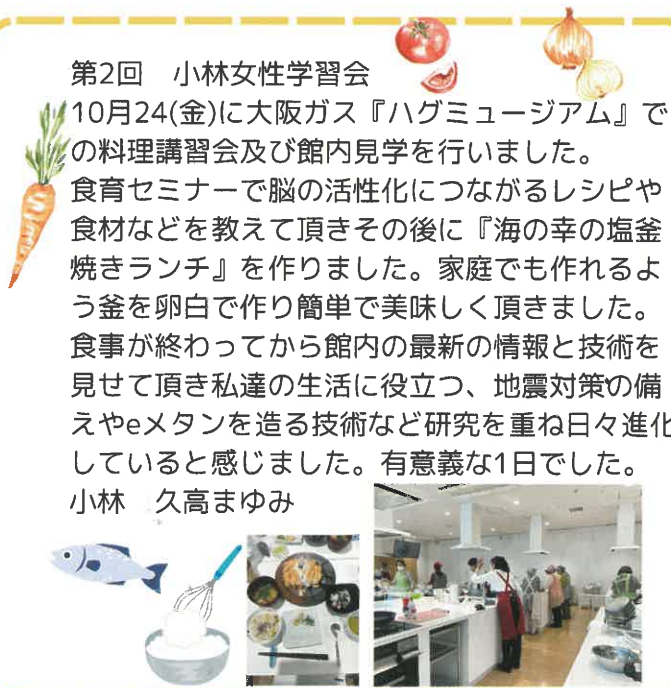 第2回　小林女性学習会
10月24(金)に大阪ガス『ハグミュージアム』で
の料理講習会及び館内見学を行いました。
食育セミナーで脳の活性化につながるレシピや
食材などを教えて頂きその後に『海の幸の塩釜
焼きランチ』を作りました。家庭でも作れるよ
う釜を卵白で作り簡単で美味しく頂きました。
食事が終わってから館内の最新の情報と技術を
見せて頂き私達の生活に役立つ、地震対策の備
えやeメタンを造る技術など研究を重ね日々進化
していると感じました。有意義な1日でした。
小林　久高まゆみ